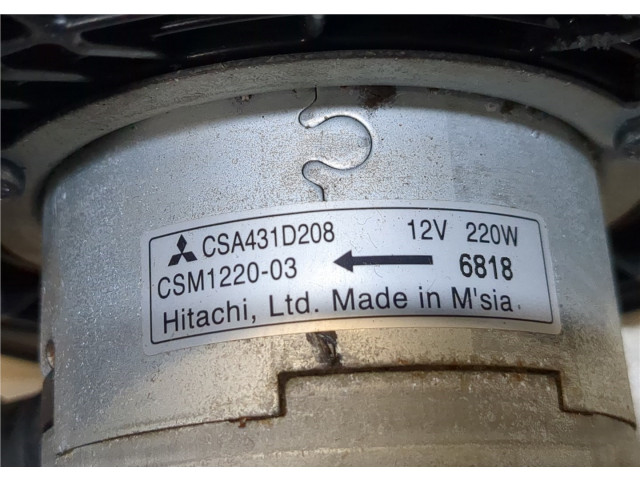 CSA431D208 12V 220W
CSM1220-03 6818
Hitachi, Ltd. Made in M'sia